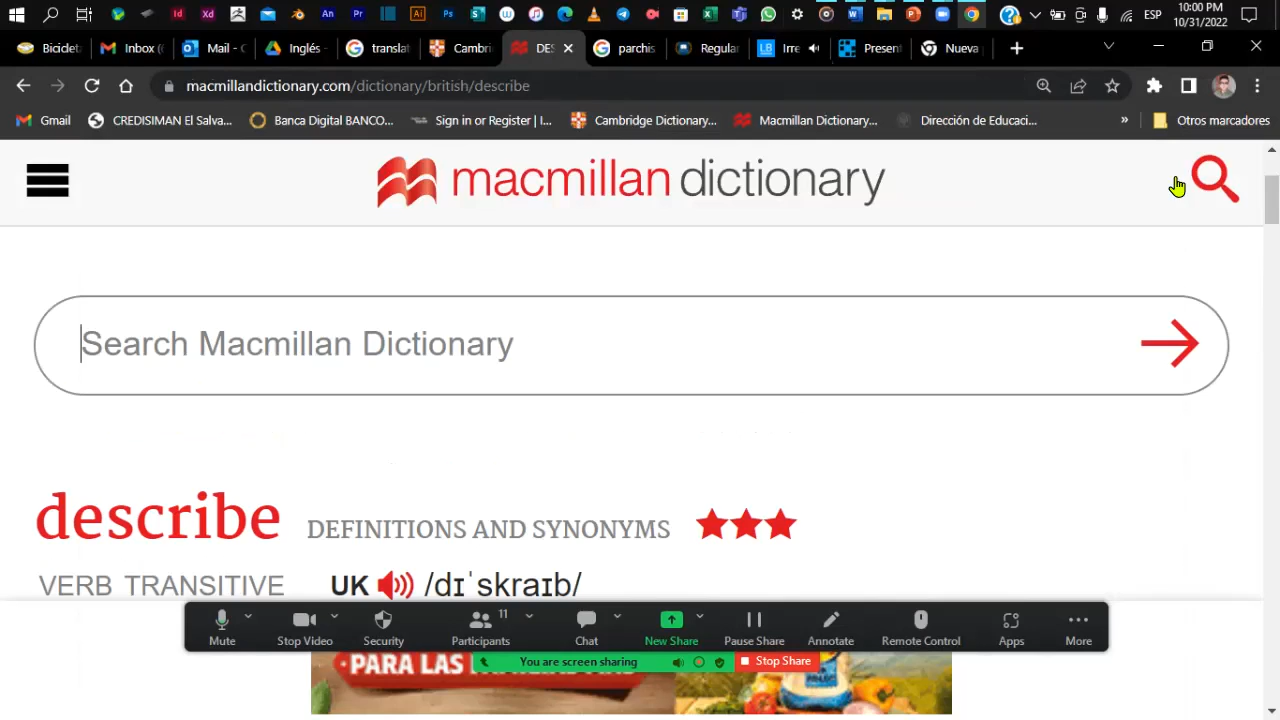 10:00 PM
ESP
10/31/2022
Biciclet
Inbox (
Mail - C
Inglés -
translat
Cambri
DES
parchis
Regular
Irre
Present
Nueva
macmillandictionary.com/dictionary/british/describe
Gmail
CREDISIMAN El Salva...
Banca Digital BANCO...
Sign in or Register | I...
Cambridge Dictionary...
Macmillan Dictionary...
Dirección de Educaci...
»
Otros marcadores
macmillan dictionary
Search Macmillan Dictionary
describe DEFINITIONS AND SYNONYMS
VERB TRANSITIVE UK /dɪˈskraɪb/
11
Mute
Stop Video
Security
Participants
Chat
New Share
Pause Share
Annotate
Remote Control
Apps
More
You are screen sharing
Stop Share
PARA LAS